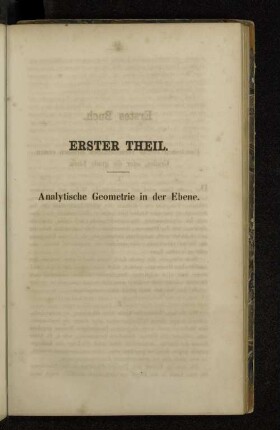 ERSTER THEIL.
Analytische Geometrie in der Ebene.